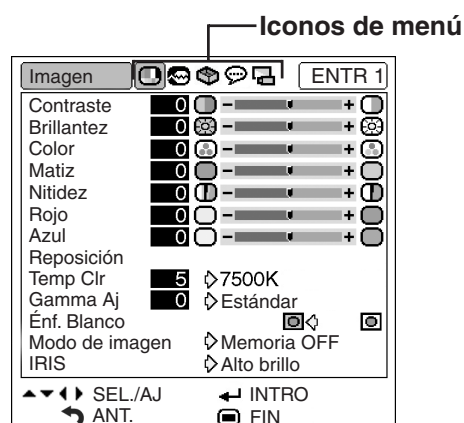 Iconos de menú
Imagen ENTR 1
Contraste 0 - +
Brillantez 0 - +
Color 0 - +
Matiz 0 - +
Nitidez 0 - +
Rojo 0 - +
Azul 0 - +
Reposición
Temp Clr 5 7500K
Gamma Aj 0 Estándar
Énf. Blanco
Modo de imagen Memoria OFF
IRIS Alto brillo
SEL./AJ INTRO
ANT. FIN